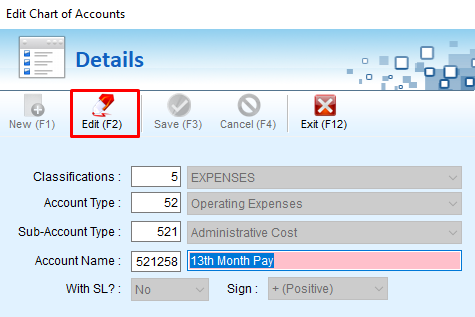 Edit Chart of Accounts
Details
New (F1) Edit (F2) Save (F3) Cancel (F4) Exit (F12)
Classifications : 5 EXPENSES
Account Type : 52 Operating Expenses
Sub-Account Type : 521 Administrative Cost
Account Name : 521258 13th Month Pay
With SL? : No Sign : + (Positive)